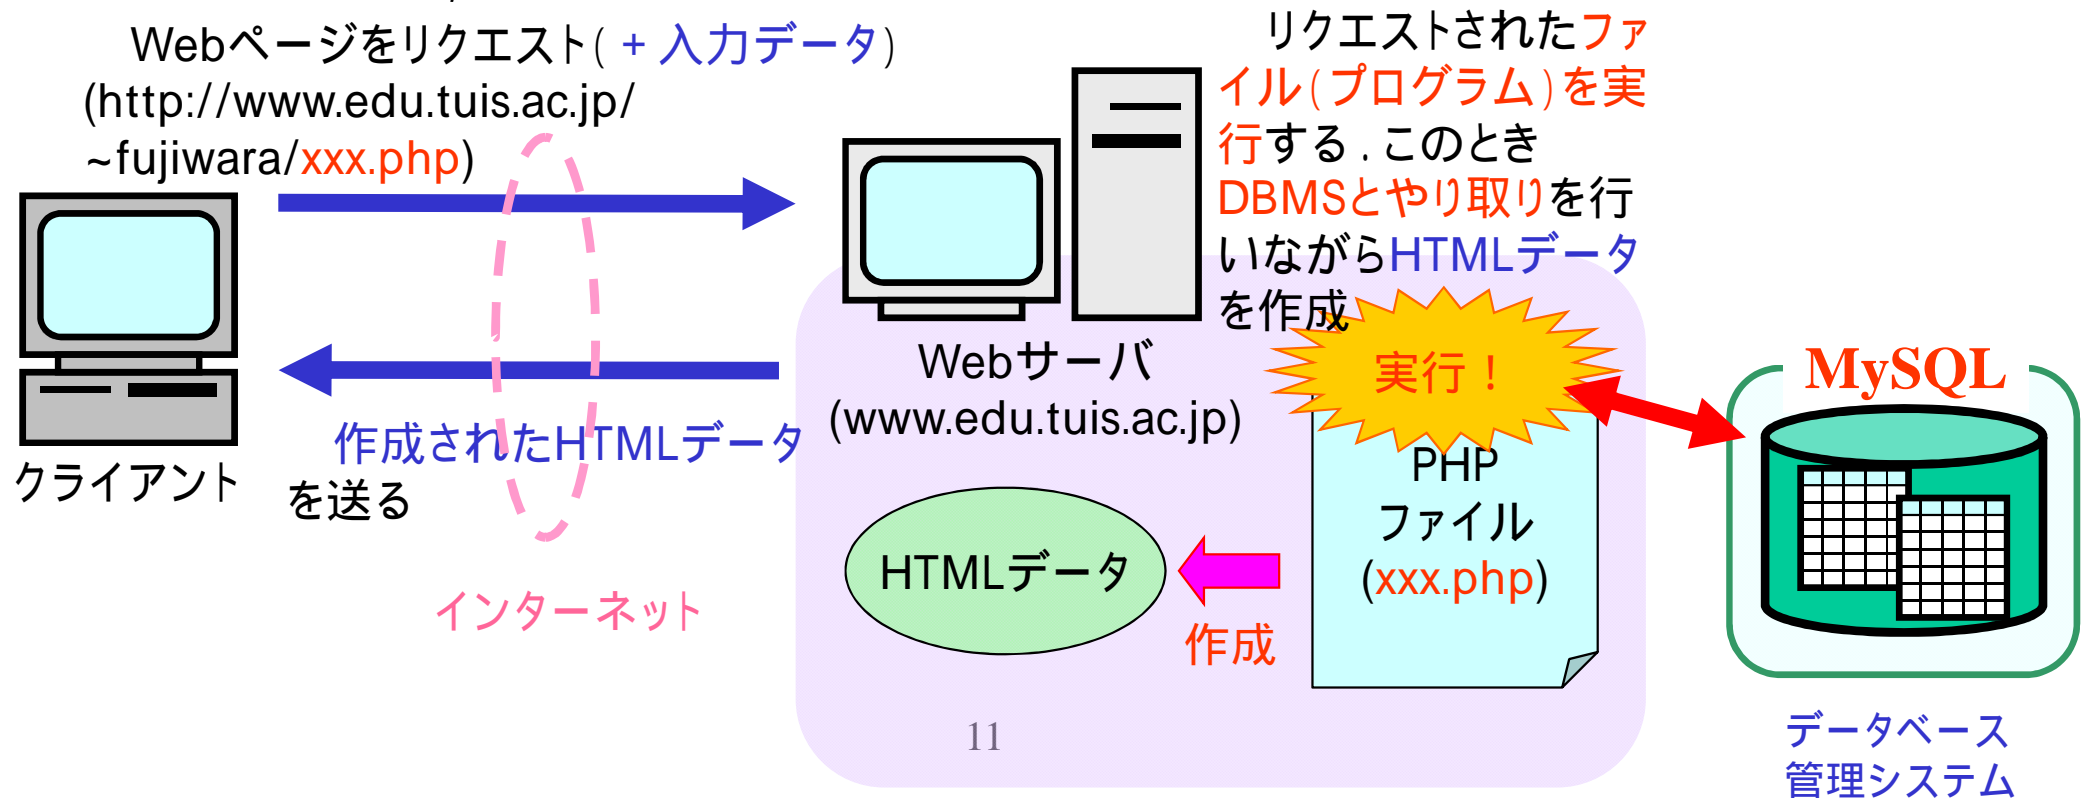 Webページをリクエスト( + 入力データ)
(http://www.edu.tuis.ac.jp/
~fujiwara/xxx.php)
リクエストされたファ
イル(プログラム)を実
行する．このとき
DBMSとやり取りを行
いながらHTMLデータ
を作成
クライアント
作成されたHTMLデータ
を送る
インターネット
Webサーバ
(www.edu.tuis.ac.jp)
実行！
PHP
ファイル
(xxx.php)
HTMLデータ
作成
MySQL
データベース
管理システム
11